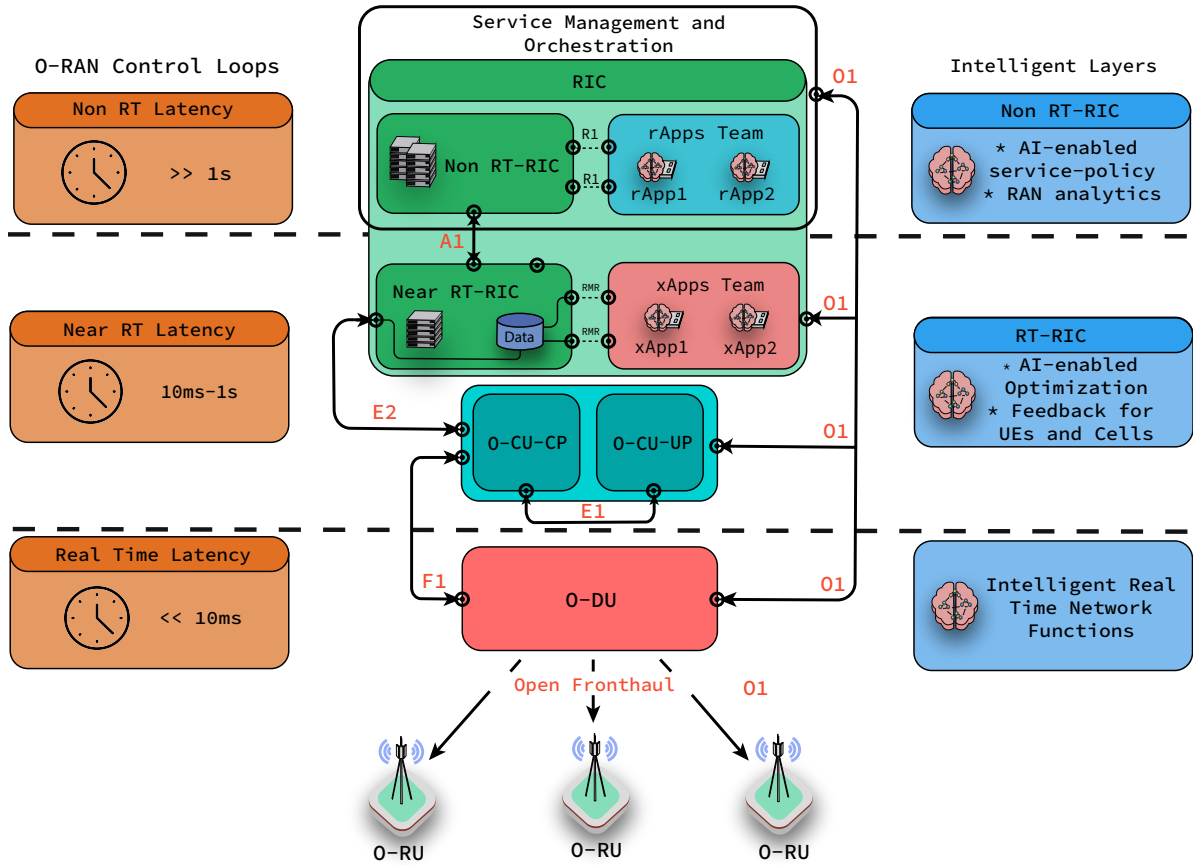 Service Management and
Orchestration
O-RAN Control Loops
Intelligent Layers
RIC
O1
Non RT Latency
>> 1s
Non RT-RIC
R1
R1
rApps Team
rApp1
rApp2
Non RT-RIC
* AI-enabled
service-policy
* RAN analytics
A1
Near RT Latency
10ms-1s
Near RT-RIC
Data
RMR
RMR
xApps Team
xApp1
xApp2
O1
RT-RIC
* AI-enabled
Optimization
* Feedback for
UEs and Cells
E2
O-CU-CP
O-CU-UP
O1
E1
Real Time Latency
<< 10ms
F1
O-DU
O1
Intelligent Real
Time Network
Functions
Open Fronthaul
O1
O-RU
O-RU
O-RU